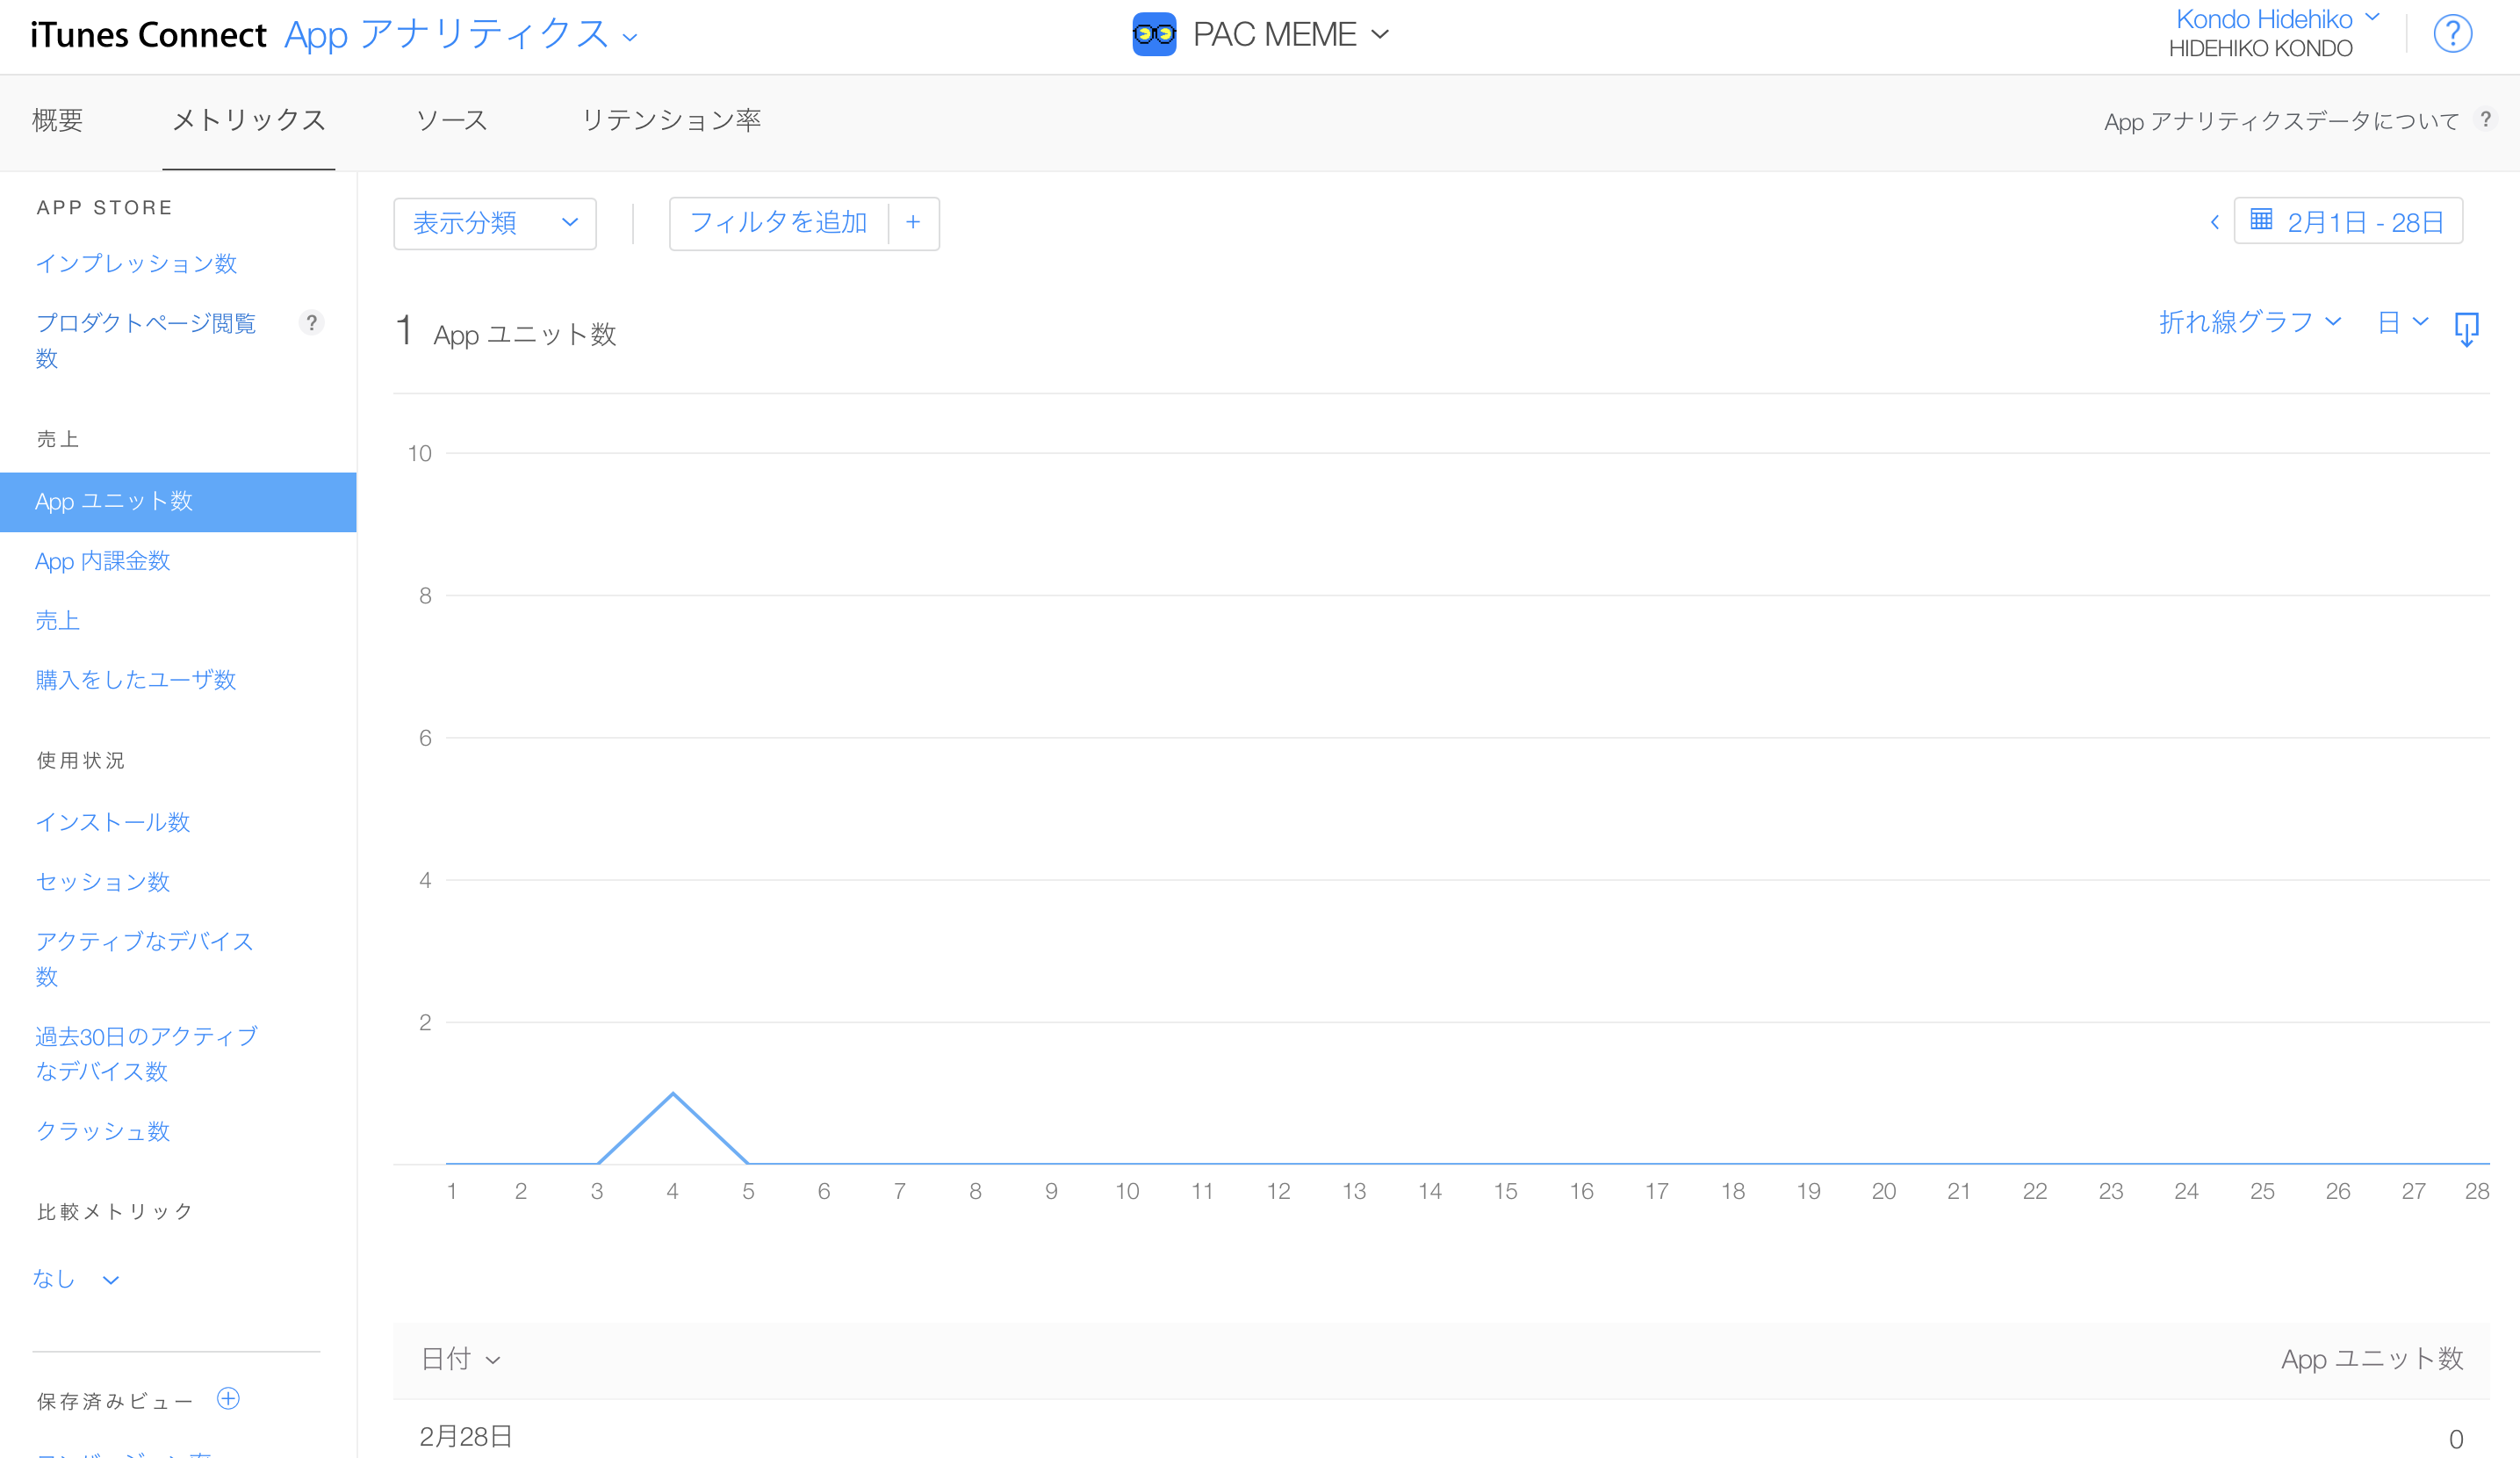 iTunes Connect App アナリティクス
PAC MEME
Kondo Hidehiko
HIDEHIKO KONDO
?
概要 メトリックス ソース リテンション率
App アナリティクスデータについて ?
APP STORE
インプレッション数
プロダクトページ閲覧
数
?
売上
App ユニット数
App 内課金数
売上
購入をしたユーザ数
使用状況
インストール数
セッション数
アクティブなデバイス
数
過去30日のアクティブ
なデバイス数
クラッシュ数
比較メトリック
なし
保存済みビュー
表示分類
フィルタを追加 +
2月1日 - 28日
1 App ユニット数
折れ線グラフ 日
10
8
6
4
2
1 2 3 4 5 6 7 8 9 10 11 12 13 14 15 16 17 18 19 20 21 22 23 24 25 26 27 28
日付 App ユニット数
2月28日 0